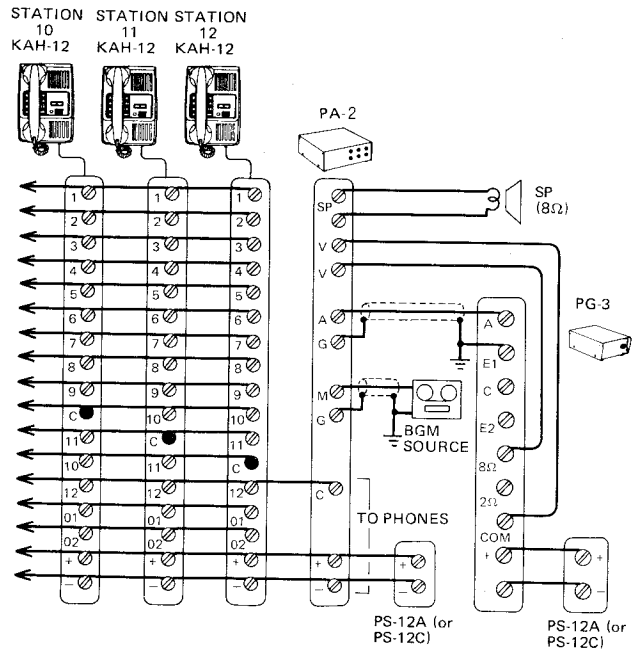 STATION
10
KAH-12
STATION
11
KAH-12
STATION
12
KAH-12
PA-2
1
2
3
4
5
6
7
8
9
C
11
10
12
01
02
+
−
1
2
3
4
5
6
7
8
9
10
C
11
12
01
02
+
−
1
2
3
4
5
6
7
8
9
10
11
C
12
01
02
+
−
SP
V
V
A
G
M
G
C
+
−
SP
(8Ω)
BGM
SOURCE
TO PHONES
+
−
PS-12A (or
PS-12C)
PG-3
A
E1
C
E2
8Ω
2Ω
COM
+
-
+
−
PS-12A (or
PS-12C)